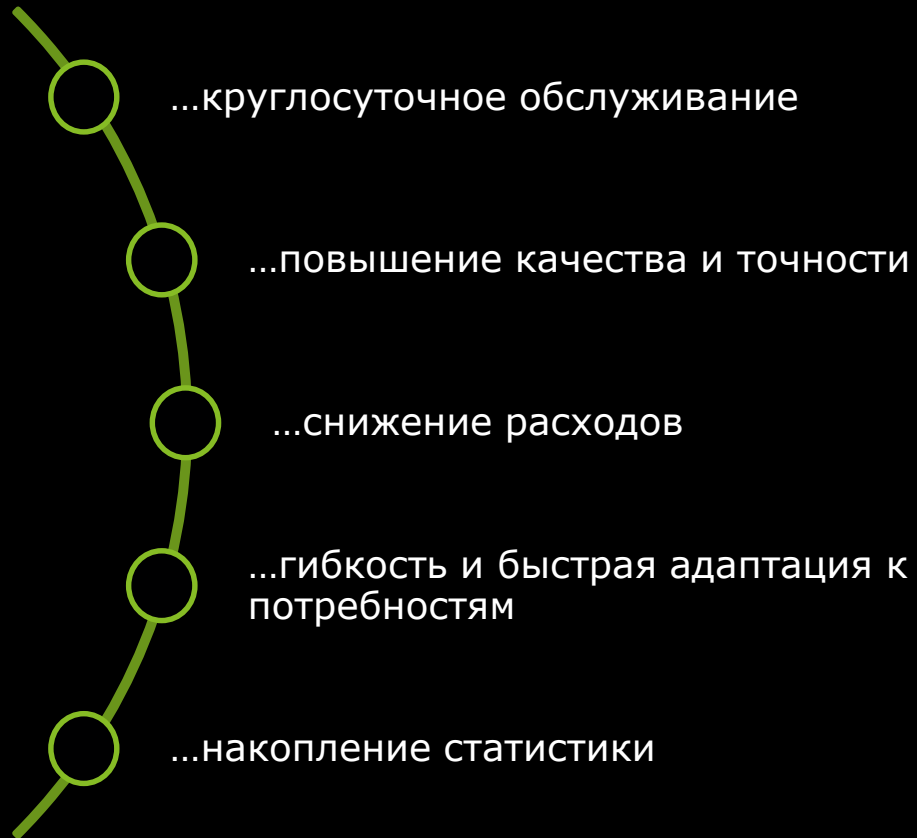 …круглосуточное обслуживание
…повышение качества и точности
…снижение расходов
…гибкость и быстрая адаптация к
потребностям
…накопление статистики